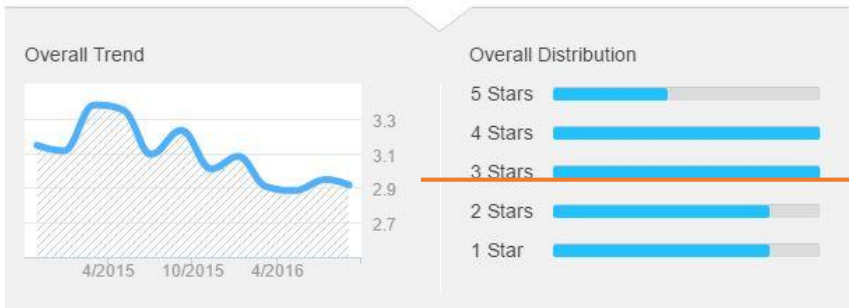 Overall Trend
3.3
3.1
2.9
2.7
4/2015 10/2015 4/2016
Overall Distribution
5 Stars
4 Stars
3 Stars
2 Stars
1 Star